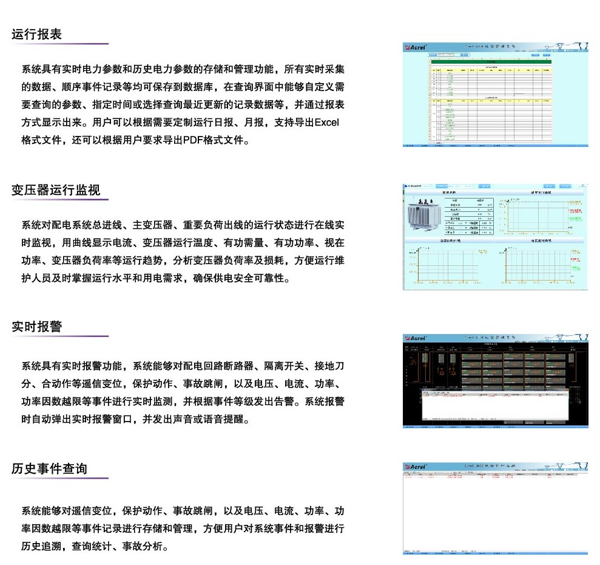 运行报表
系统具有实时电力参数和历史电力参数的存储和管理功能，所有实时采集
的数据、顺序事件记录等均可保存到数据库，在查询界面中能够自定义需
要查询的参数、指定时间或选择查询最近更新的记录数据等，并通过报表
方式显示出来。用户可以根据需要定制运行日报、月报，支持导出Excel
格式文件，还可以根据用户要求导出PDF格式文件。
Acrel
变压器运行监视
系统对配电系统总进线、主变压器、重要负荷出线的运行状态进行在线实
时监视，用曲线显示电流、变压器运行温度、有功需量、有功功率、视在
功率、变压器负荷率等运行趋势，分析变压器负荷率及损耗，方便运行维
护人员及时掌握运行水平和用电需求，确保供电安全可靠性。
实时报警
系统具有实时报警功能，系统能够对配电回路断路器、隔离开关、接地刀
分、合动作等遥信变位，保护动作、事故跳闸，以及电压、电流、功率、
功率因数越限等事件进行实时监测，并根据事件等级发出告警。系统报警
时自动弹出实时报警窗口，并发出声音或语音提醒。
Acrel
历史事件查询
系统能够对遥信变位，保护动作、事故跳闸，以及电压、电流、功率、功
率因数越限等事件记录进行存储和管理，方便用户对系统事件和报警进行
历史追溯，查询统计、事故分析。
Acrel